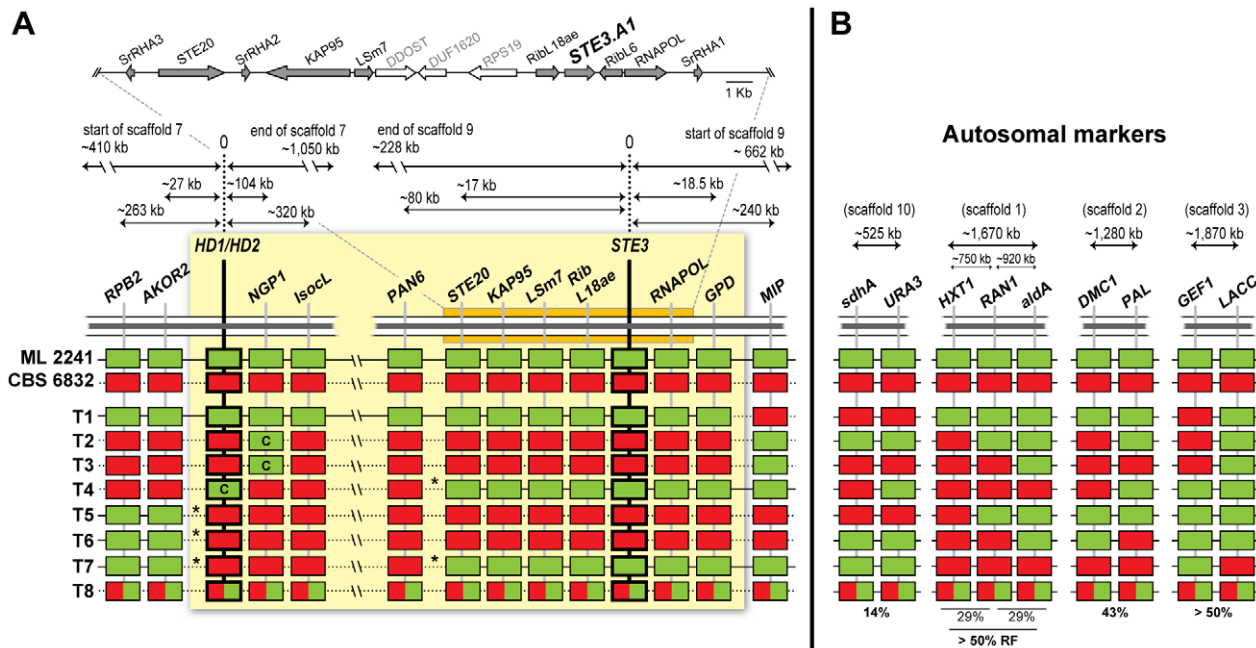 A
SrRHA3 STE20 SrRHA2 KAP95 LSm7 DDOST DUF1620 RPS19 RibL18ae STE3.A1 RibL6 RNAPOL SrRHA1
1 Kb
start of scaffold 7 0 end of scaffold 7 end of scaffold 9 0 start of scaffold 9
~410 kb ~1,050 kb ~228 kb ~ 662 kb
~27 kb ~104 kb ~17 kb ~18.5 kb
~80 kb
~263 kb ~320 kb ~240 kb
HD1/HD2 STE3
RPB2 AKOR2 NGP1 IsocL PAN6 STE20 KAP95 LSm7 Rib L18ae RNAPOL GPD MIP
ML 2241
CBS 6832
T1
T2 C
T3 C
T4 C *
T5 *
T6 *
T7 * *
T8
B
Autosomal markers
(scaffold 10) (scaffold 1) (scaffold 2) (scaffold 3)
~525 kb ~1,670 kb ~1,280 kb ~1,870 kb
~750 kb ~920 kb
sdhA URA3 HXT1 RAN1 aldA DMC1 PAL GEF1 LACC
14% 29% 29% 43% > 50%
> 50% RF